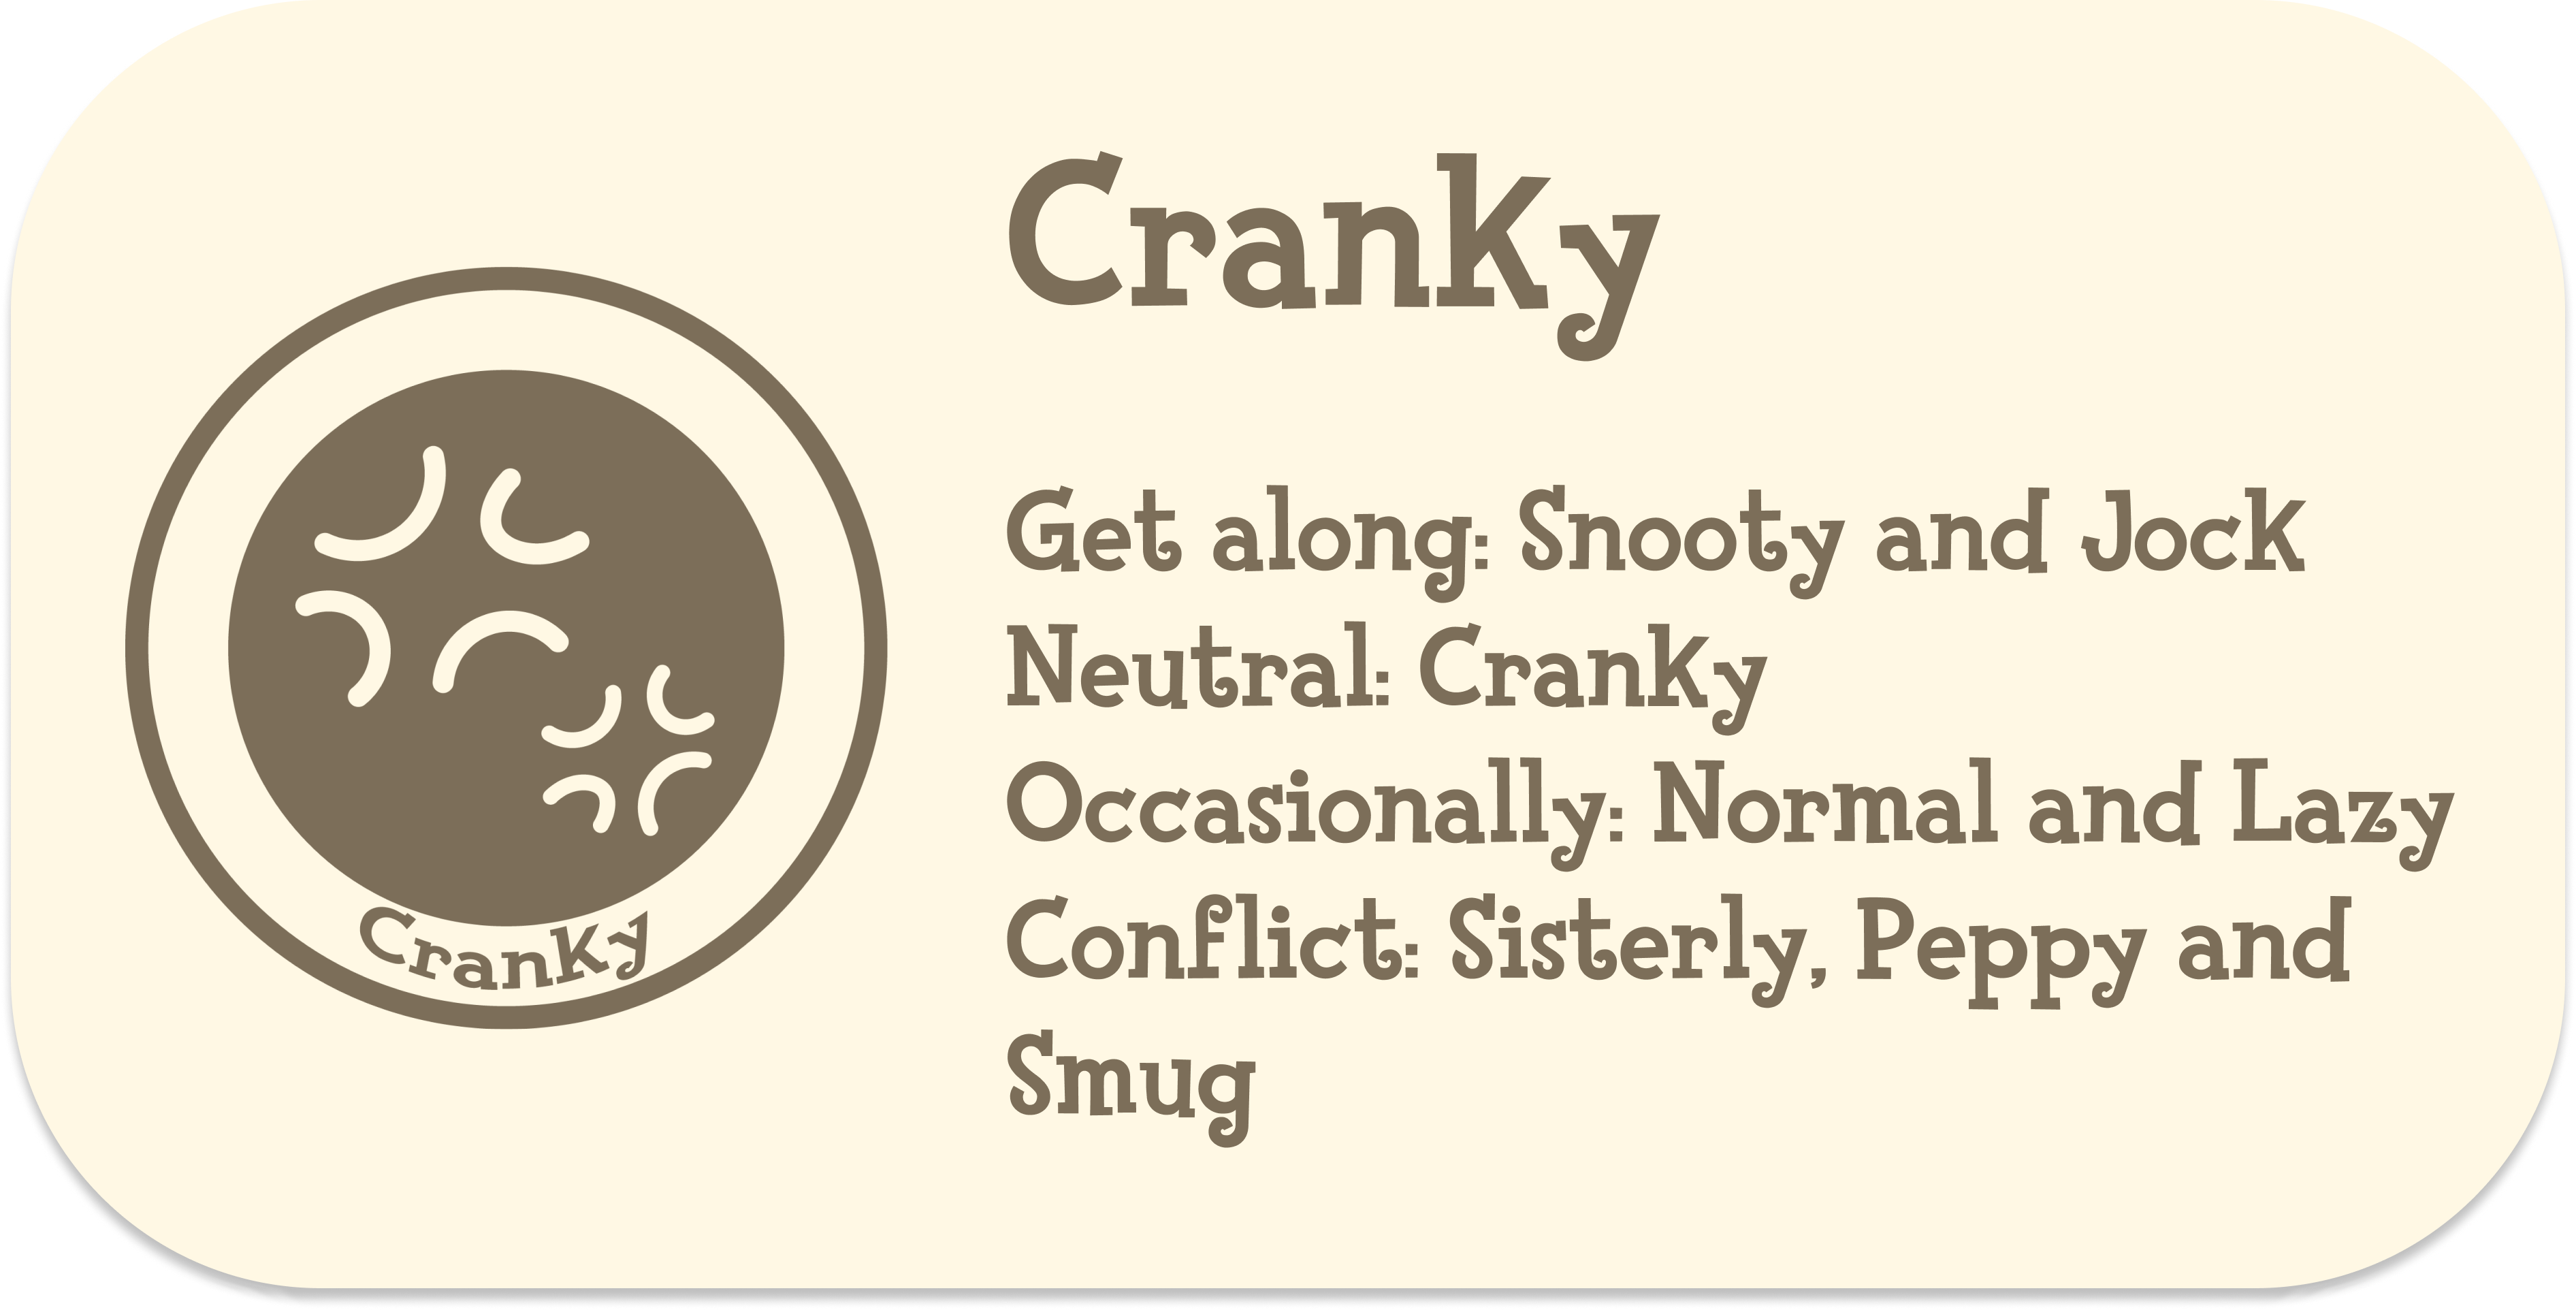 Cranky
Get along: Snooty and Jock
Neutral: Cranky
Occasionally: Normal and Lazy
Conflict: Sisterly, Peppy and
Smug
Cranky